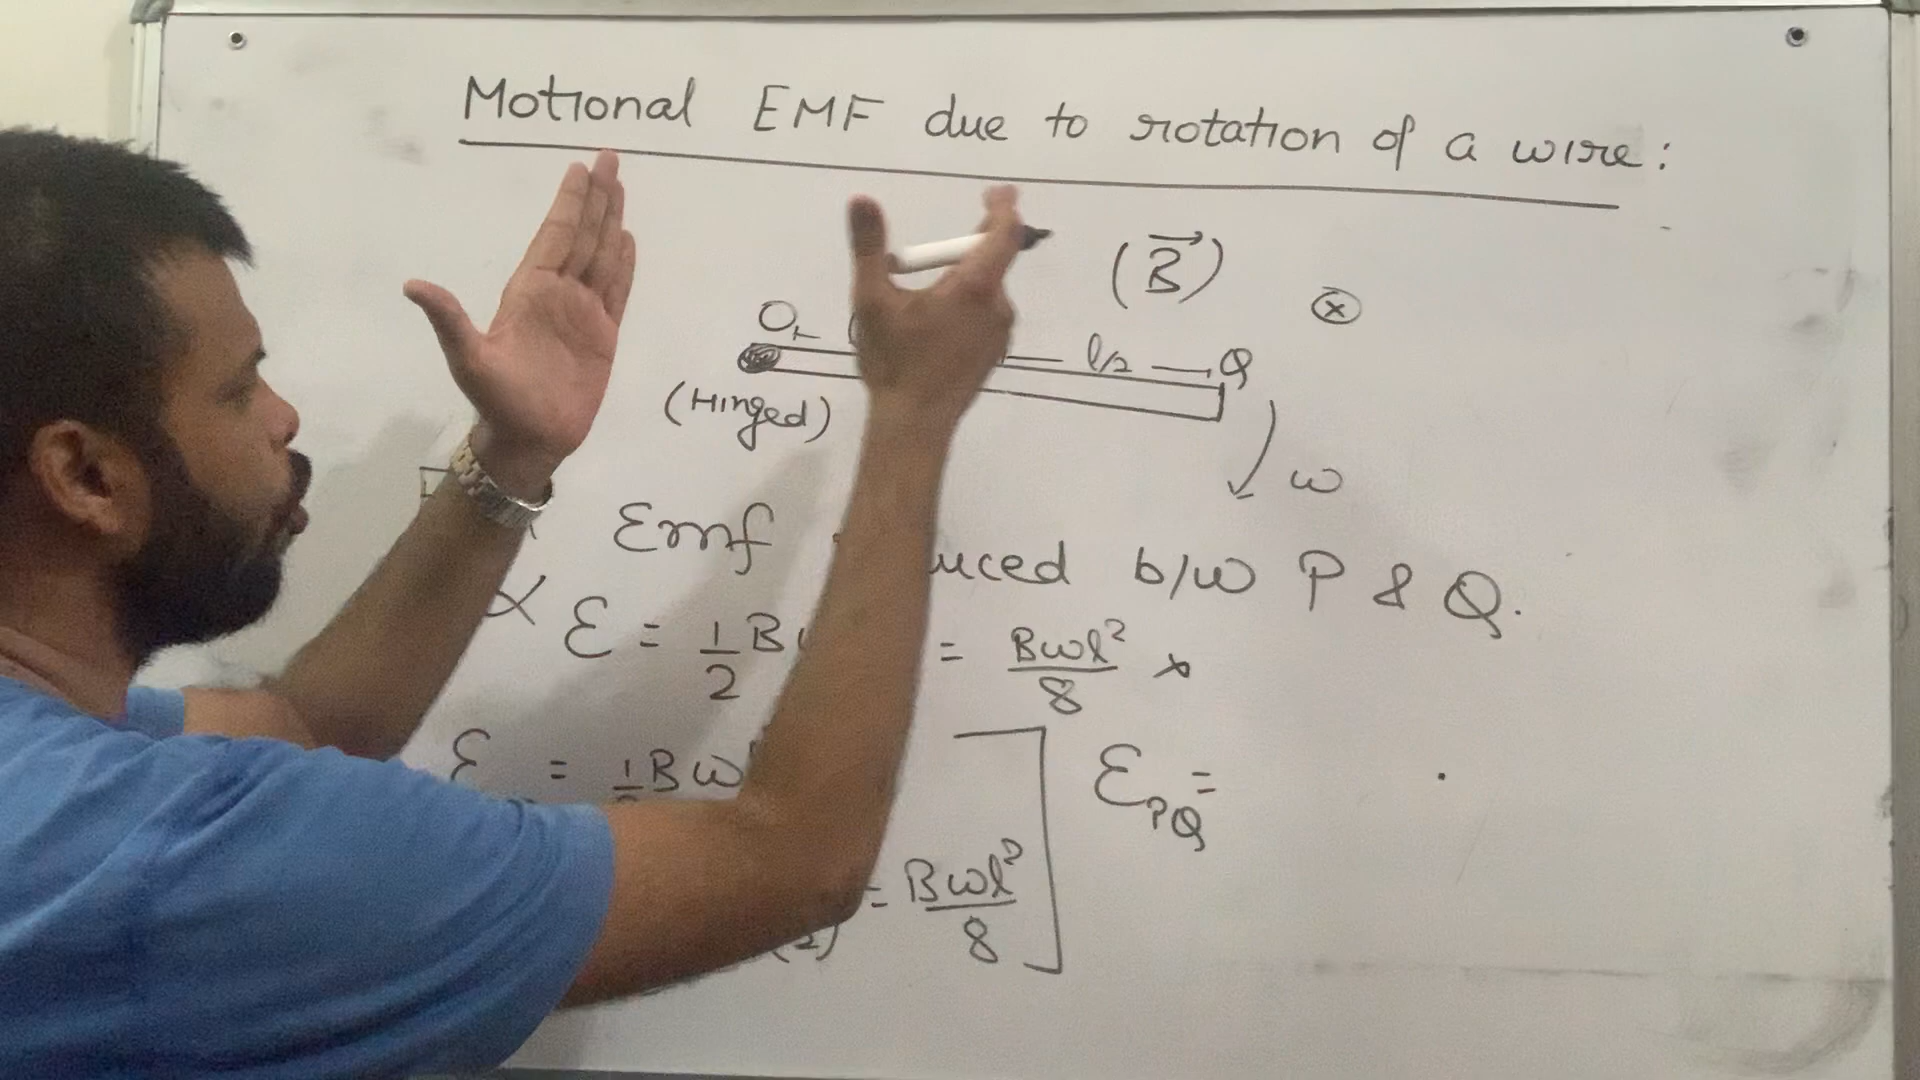 Motional EMF due to rotation of a wire:
(B⃗) ⊗
O l/2 Q
(Hinged)
ω
Emf b/w P & Q.
ε = 1/2 B = Bωl²/8 ×
ε = 1/2 Bω
ε_PQ =
= Bωl²/8